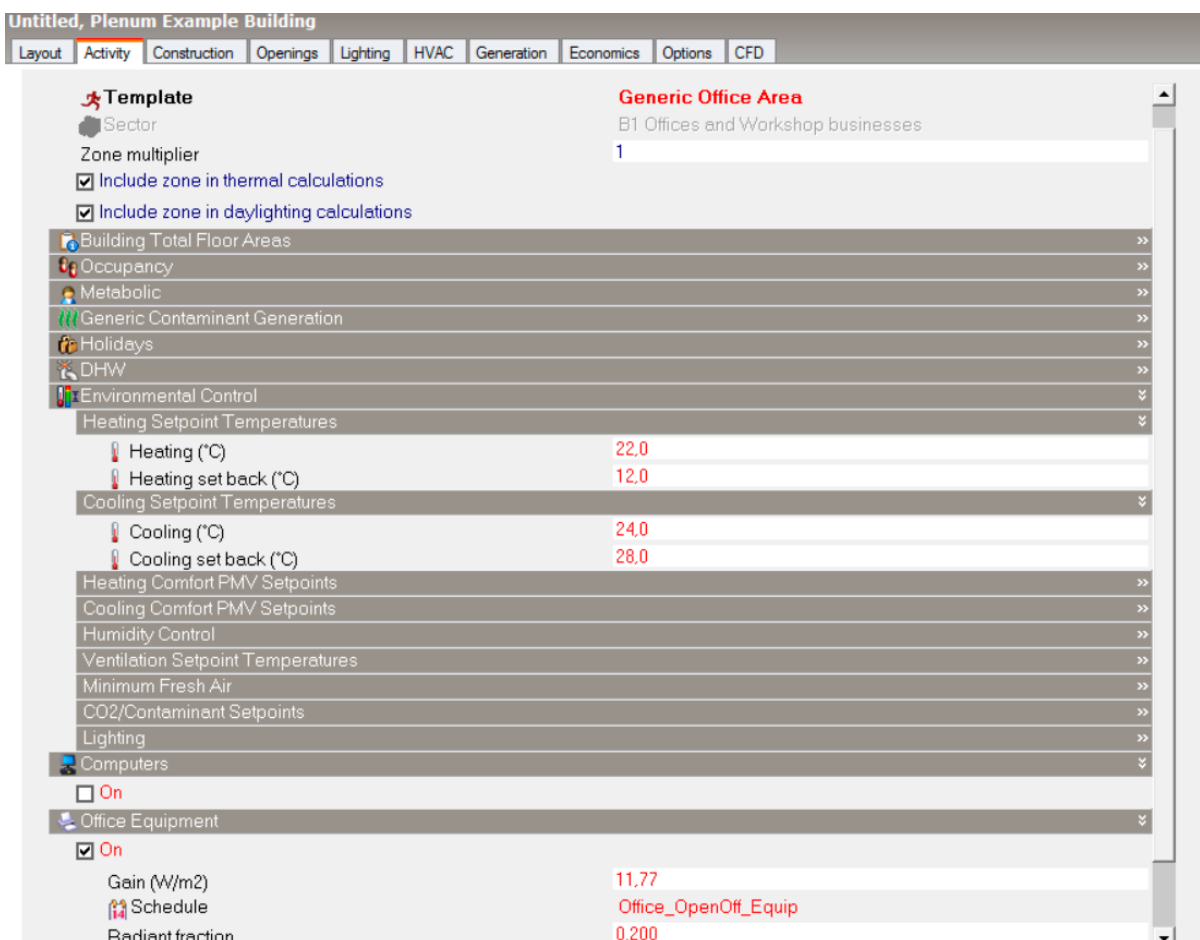 Untitled, Plenum Example Building
Layout Activity Construction Openings Lighting HVAC Generation Economics Options CFD
Template Generic Office Area
Sector B1 Offices and Workshop businesses
Zone multiplier 1
Include zone in thermal calculations
Include zone in daylighting calculations
Building Total Floor Areas
Occupancy
Metabolic
Generic Contaminant Generation
Holidays
DHW
Environmental Control
Heating Setpoint Temperatures
Heating (°C) 22,0
Heating set back (°C) 12,0
Cooling Setpoint Temperatures
Cooling (°C) 24,0
Cooling set back (°C) 28,0
Heating Comfort PMV Setpoints
Cooling Comfort PMV Setpoints
Humidity Control
Ventilation Setpoint Temperatures
Minimum Fresh Air
CO2/Contaminant Setpoints
Lighting
Computers
On
Office Equipment
On
Gain (W/m2) 11,77
Schedule Office_OpenOff_Equip
Radiant fraction 0,200